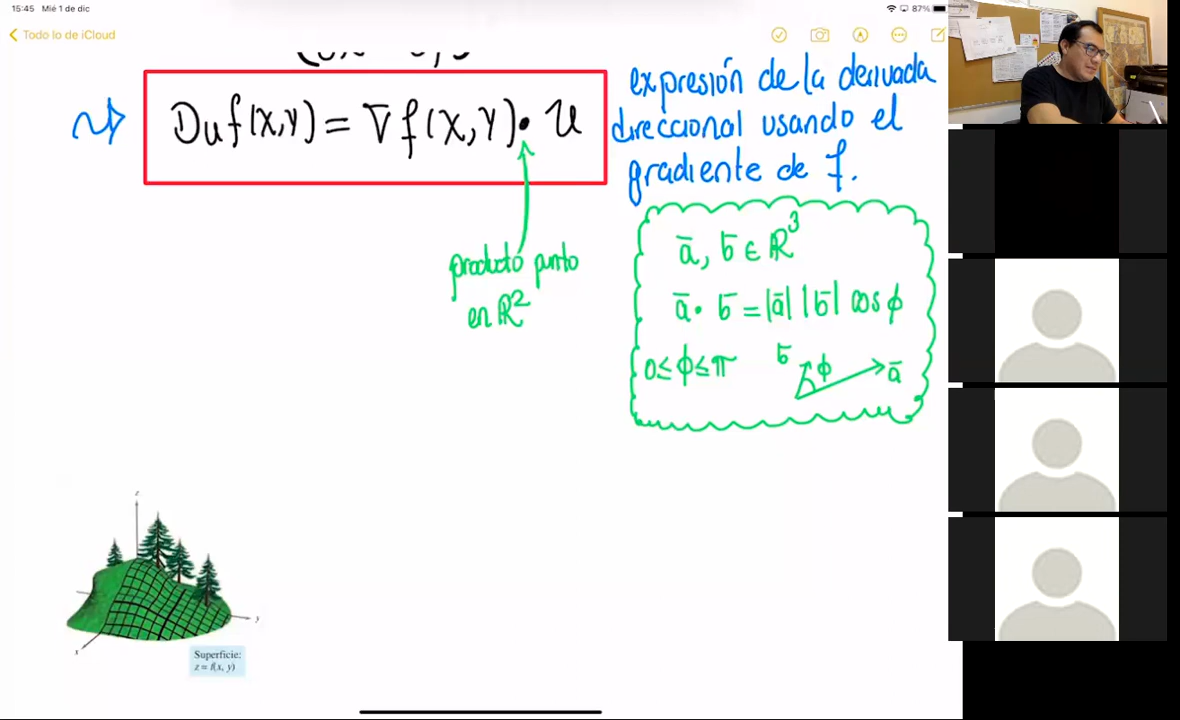 15:45 Mié 1 de dic
87%
Todo lo de iCloud
Duf(x,y) = ∇f(x,y) • u
expresión de la derivada
direccional usando el
gradiente de f.
producto punto
en ℝ²
ā, b̄ ∈ ℝ³
ā • b̄ = |ā| |b̄| cos ϕ
0 ≤ ϕ ≤ π
b̄
ϕ
ā
z
y
x
Superficie:
z = f(x, y)